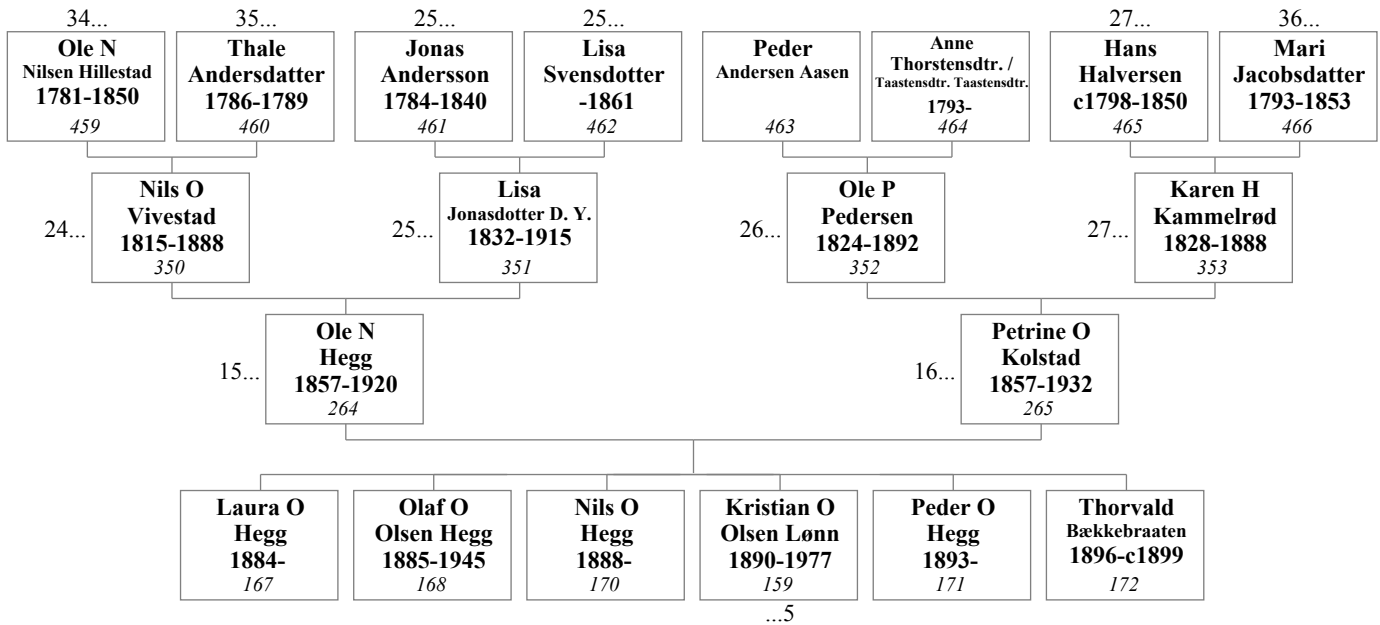 34... 35... 25... 25... 27... 36...
Ole N
Nilsen Hillestad
1781-1850
459
Thale
Andersdatter
1786-1789
460
Jonas
Andersson
1784-1840
461
Lisa
Svensdotter
-1861
462
Peder
Andersen Aasen
463
Anne
Thorstensdtr. /
Taastensdtr. Taastensdtr.
1793-
464
Hans
Halversen
c1798-1850
465
Mari
Jacobsdatter
1793-1853
466
24...
Nils O
Vivestad
1815-1888
350
25...
Lisa
Jonasdotter D. Y.
1832-1915
351
26...
Ole P
Pedersen
1824-1892
352
27...
Karen H
Kammelrød
1828-1888
353
15...
Ole N
Hegg
1857-1920
264
16...
Petrine O
Kolstad
1857-1932
265
Laura O
Hegg
1884-
167
Olaf O
Olsen Hegg
1885-1945
168
Nils O
Hegg
1888-
170
Kristian O
Olsen Lønn
1890-1977
159
Peder O
Hegg
1893-
171
Thorvald
Bækkebraaten
1896-c1899
172
...5